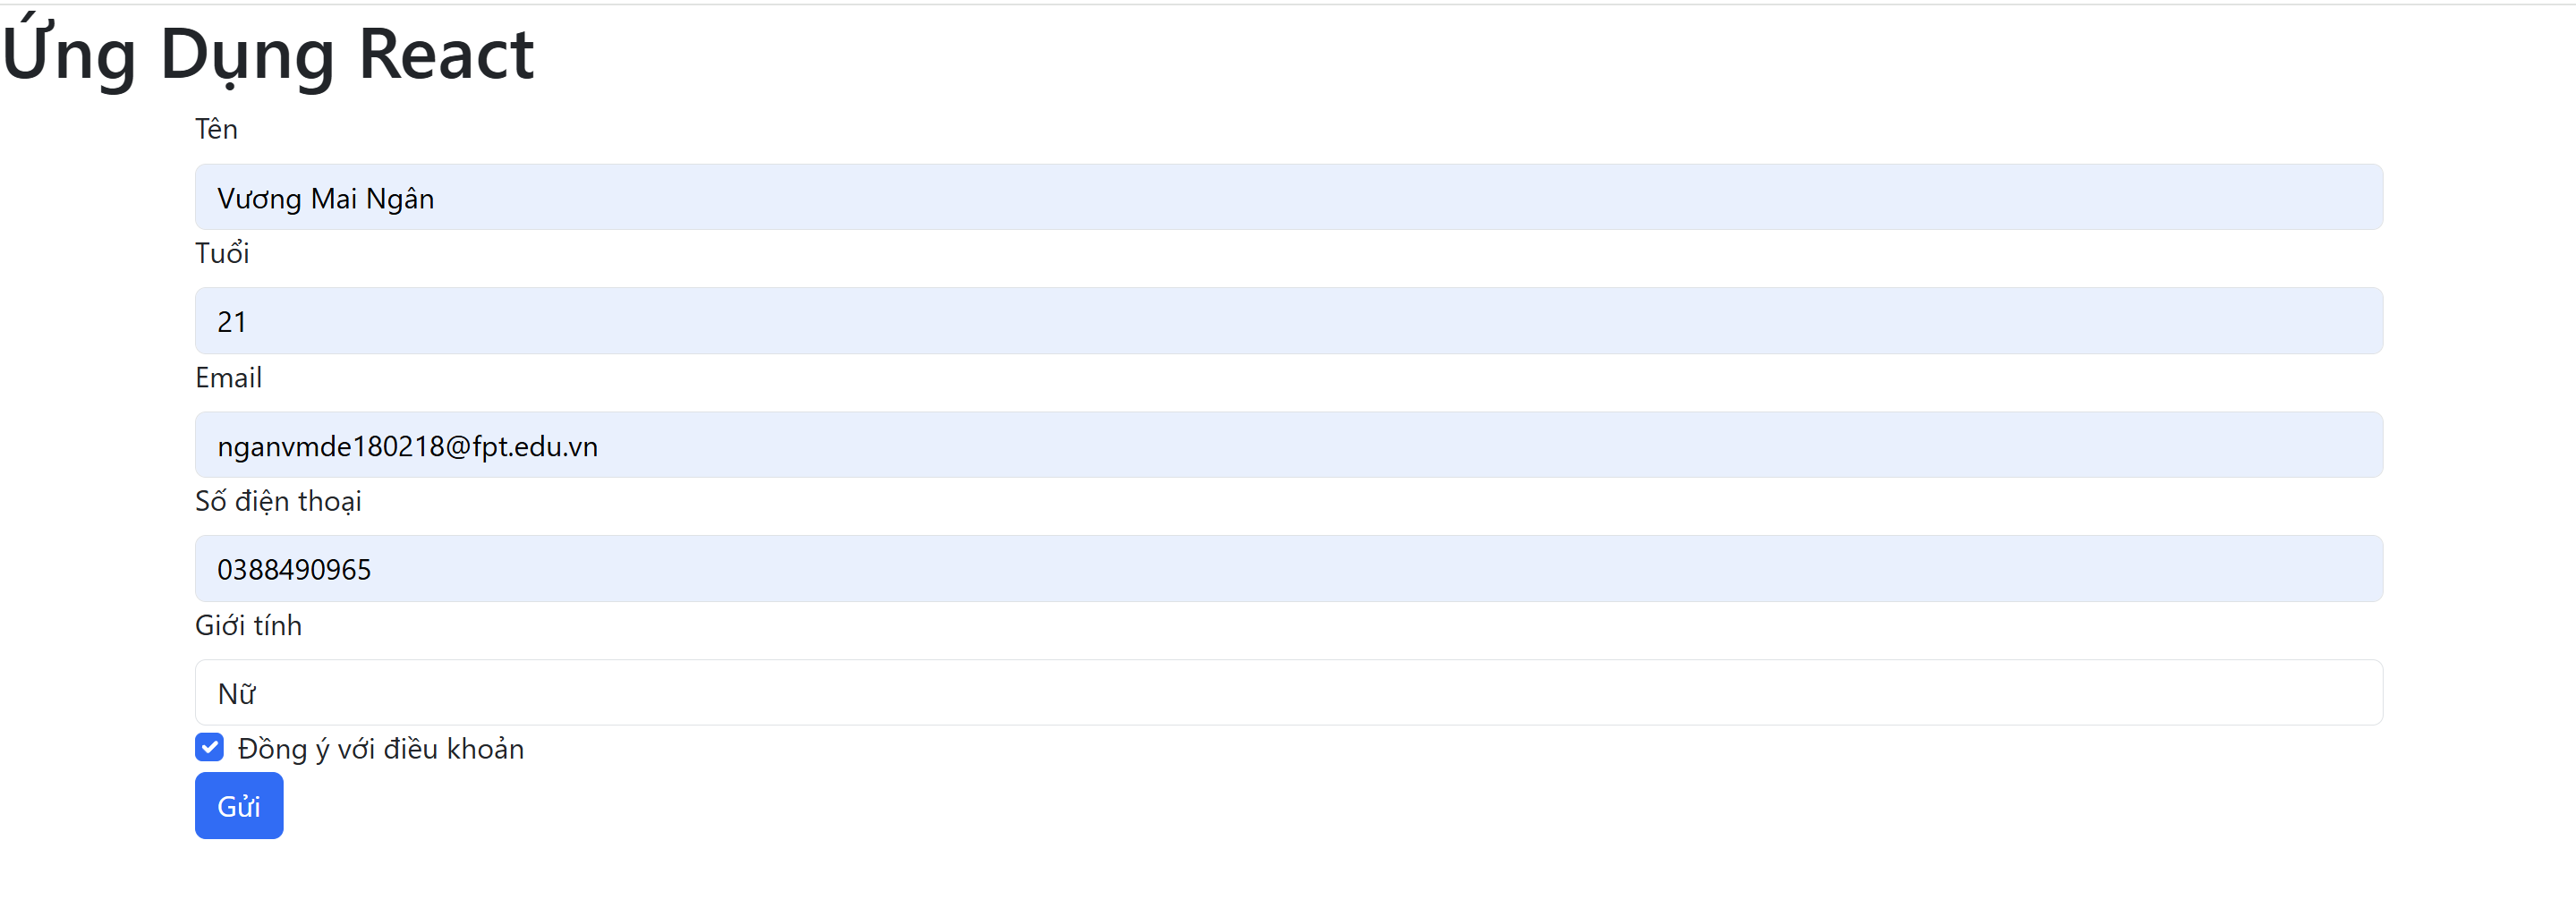 Ứng Dụng React
Tên
Vương Mai Ngân
Tuổi
21
Email
nganvmde180218@fpt.edu.vn
Số điện thoại
0388490965
Giới tính
Nữ
Đồng ý với điều khoản
Gửi